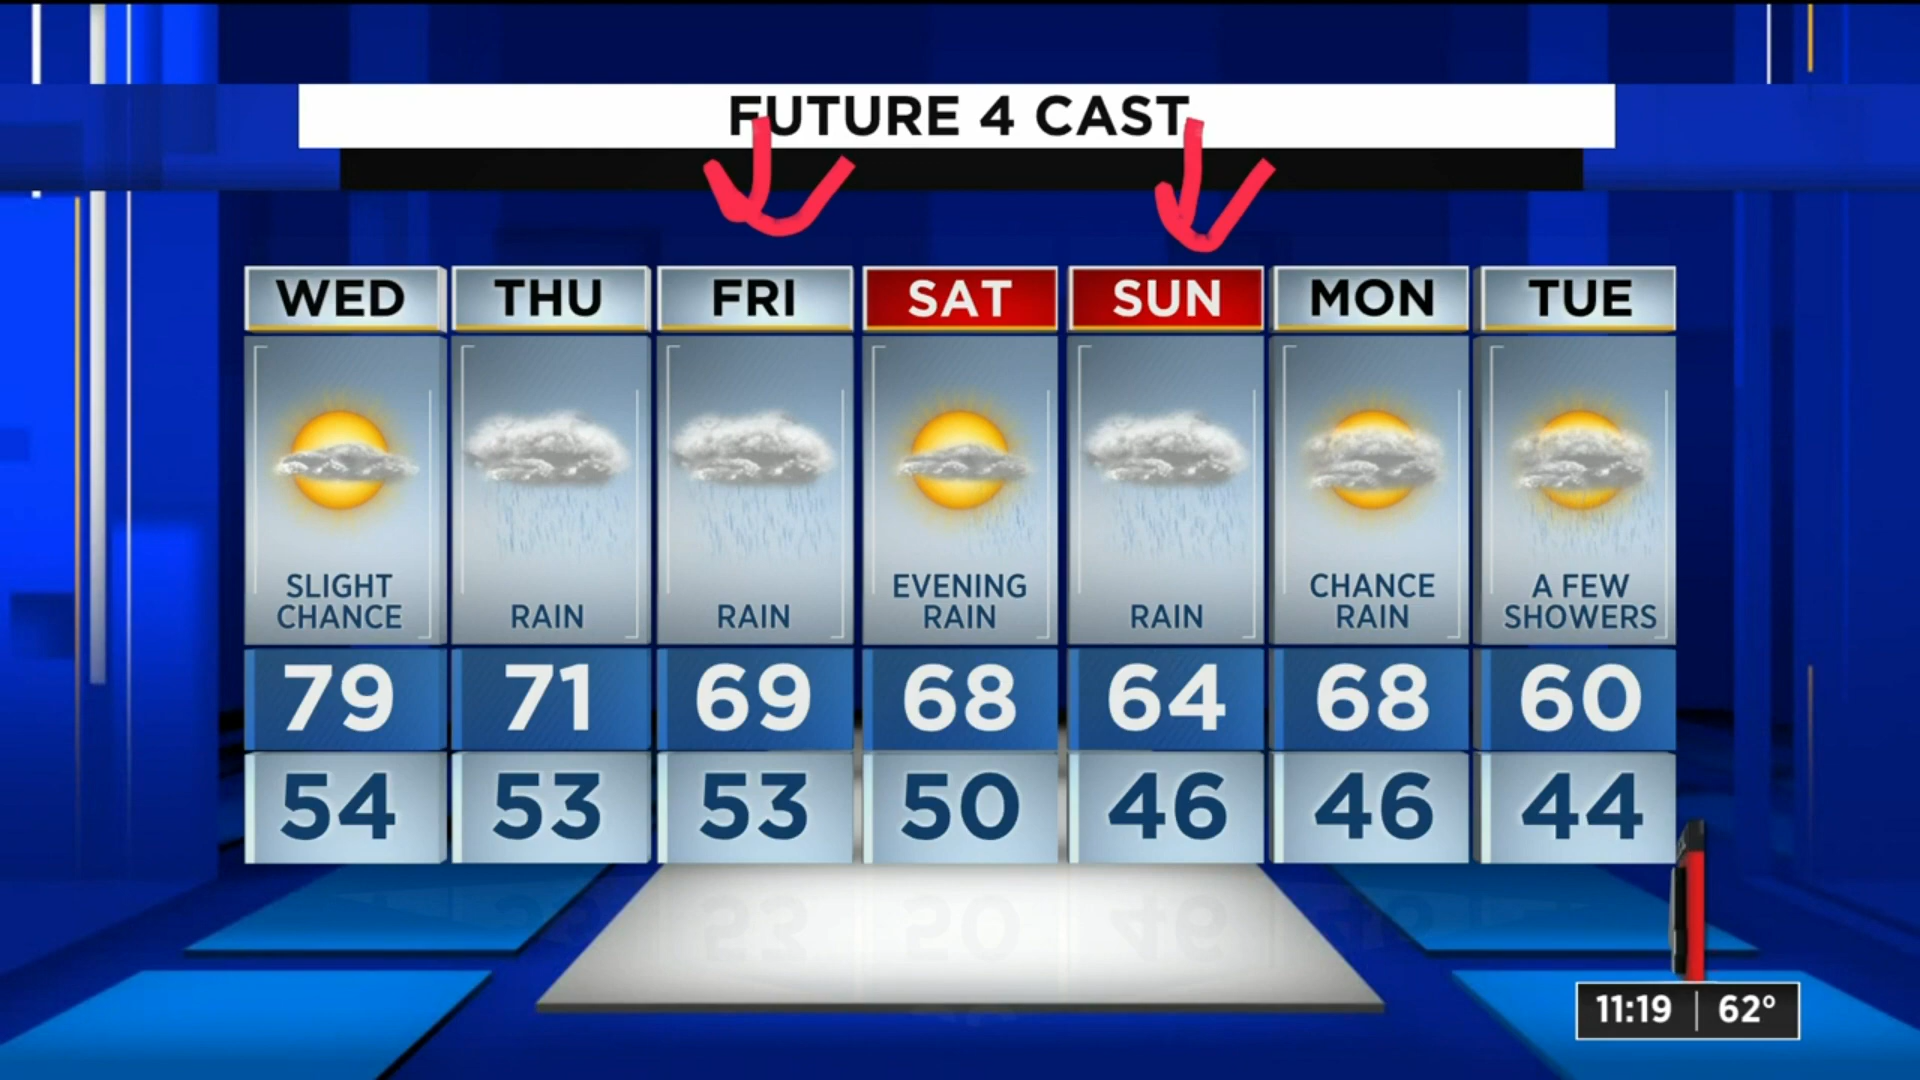 FUTURE 4 CAST
WED THU FRI SAT SUN MON TUE
SLIGHT CHANCE RAIN RAIN EVENING RAIN RAIN CHANCE RAIN A FEW SHOWERS
79 71 69 68 64 68 60
54 53 53 50 46 46 44
11:19 62°